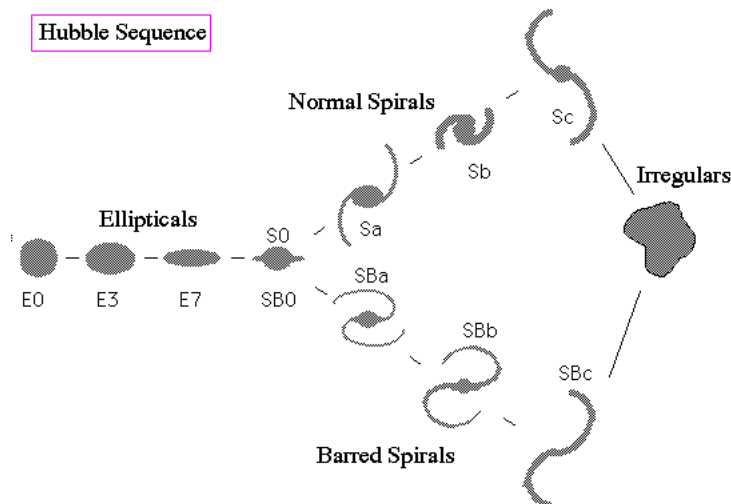 Hubble Sequence
Normal Spirals
Sc
Sb
Irregulars
Ellipticals
S0
Sa
E0
E3
E7
SB0
SBa
SBb
SBc
Barred Spirals